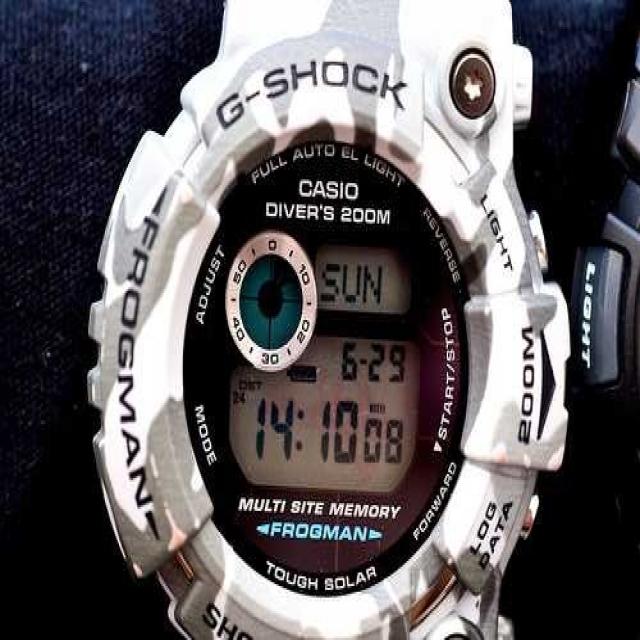 G-SHOCK
FULL AUTO EL LIGHT
CASIO
DIVER'S 200M
REVERSE
LIGHT
ADJUST
FROGMAN
0
10
20
30
40
50
SUN
6-29
DST
24
14:10 08
START/STOP
200M
MODE
LIGHT
MULTI SITE MEMORY
FROGMAN
FORWARD
LOG
DATA
TOUGH SOLAR